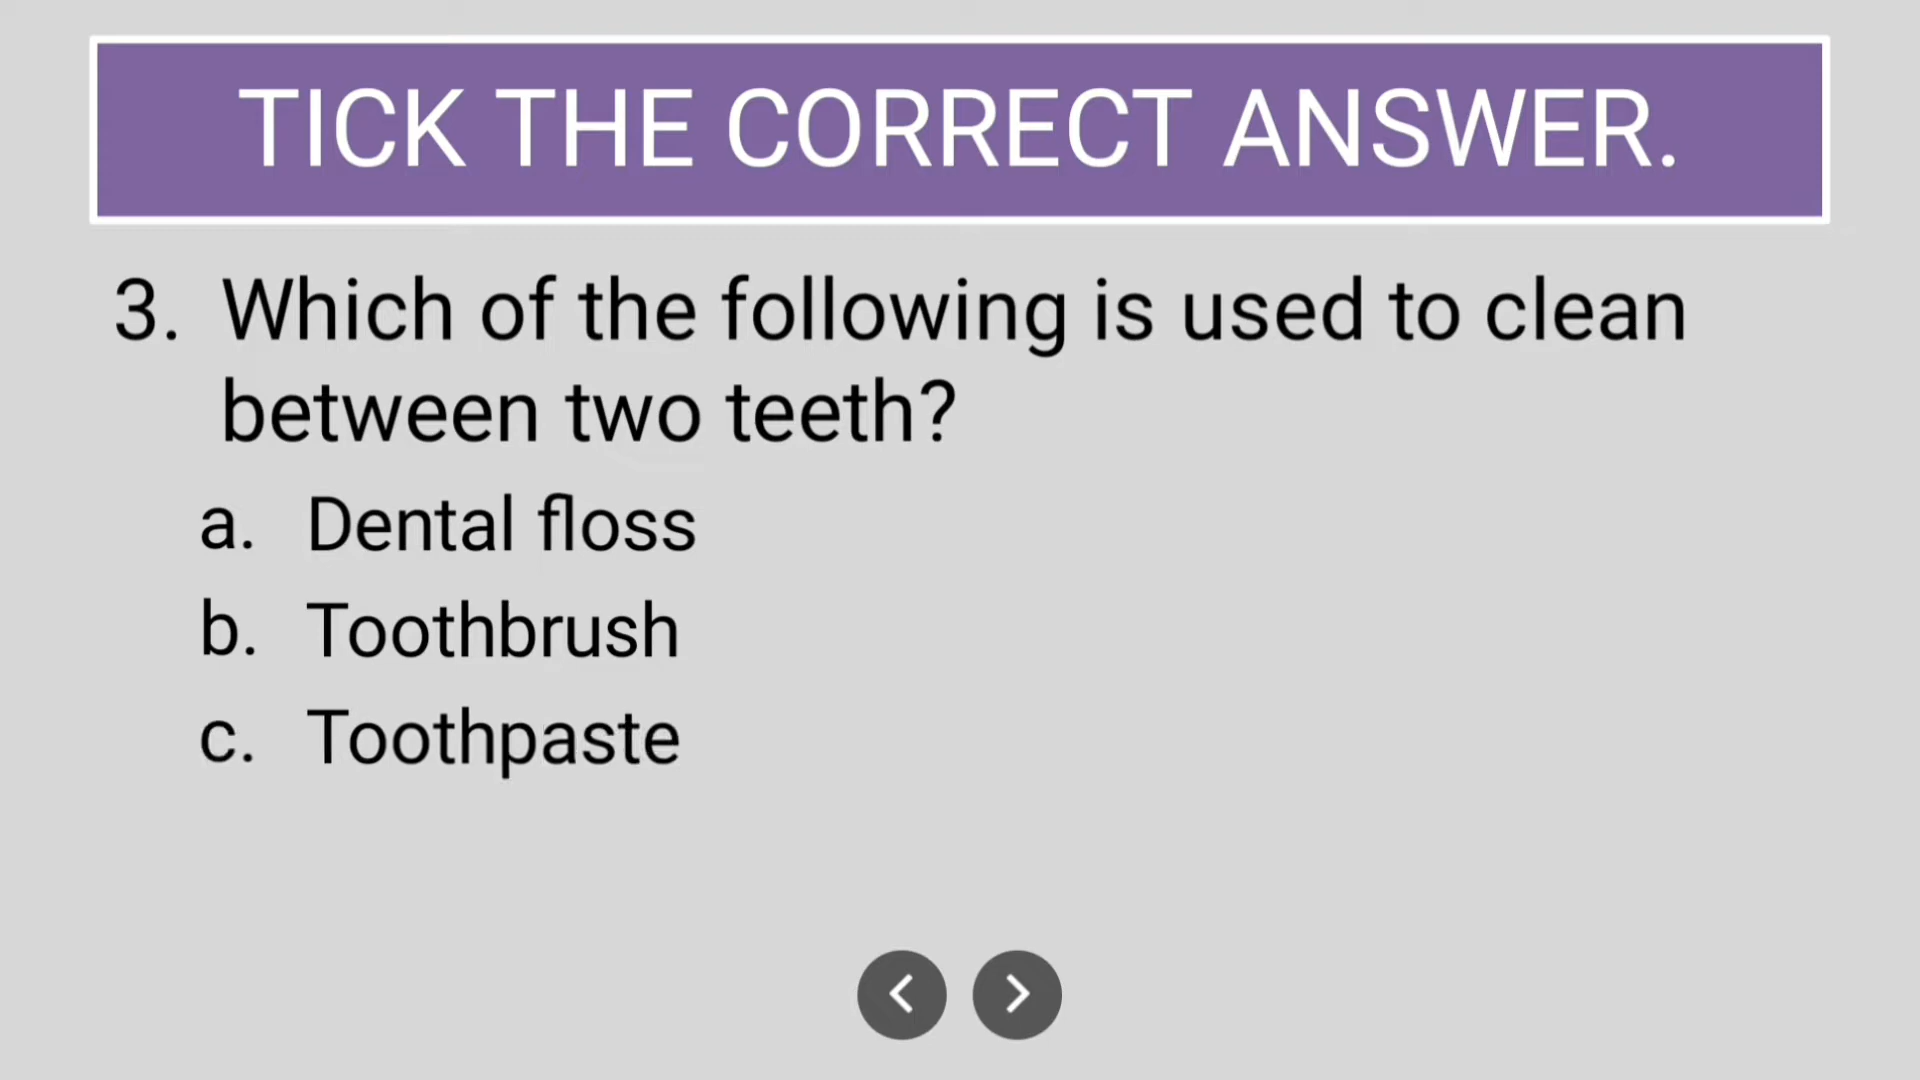 TICK THE CORRECT ANSWER.
3. Which of the following is used to clean
between two teeth?
a. Dental floss
b. Toothbrush
c. Toothpaste